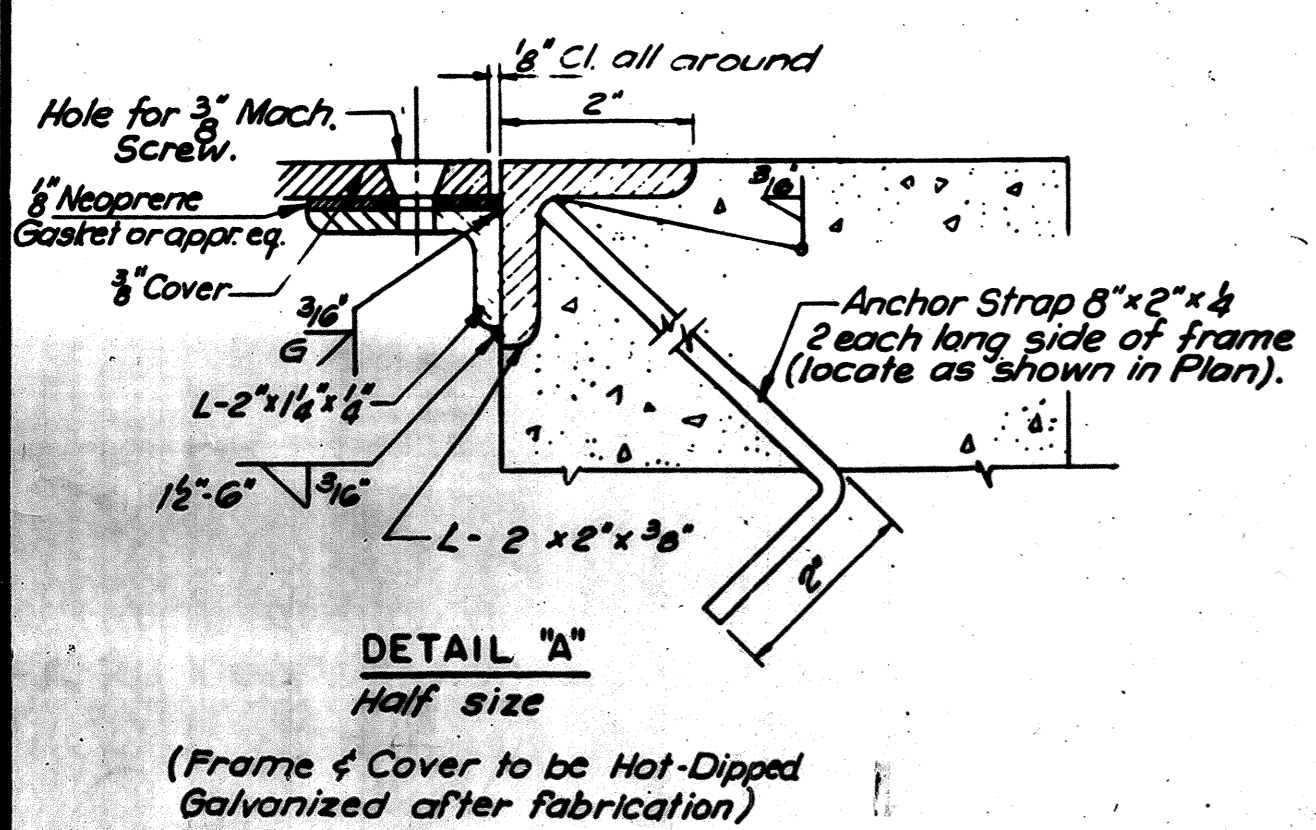 1/8" Cl. all around
2"
Hole for 3/8" Mach.
Screw.
1/8" Neoprene
Gasket or appr. eq.
3/8" Cover
3/16"
3/16"
G
L-2"x1 1/4"x1/4"
1 1/2"-6"
3/16"
L- 2 x2"x3/8"
Anchor Strap 8"x2"x1/4
2 each long side of frame
(locate as shown in Plan).
2"
DETAIL "A"
Half size
(Frame & Cover to be Hot-Dipped
Galvanized after fabrication)